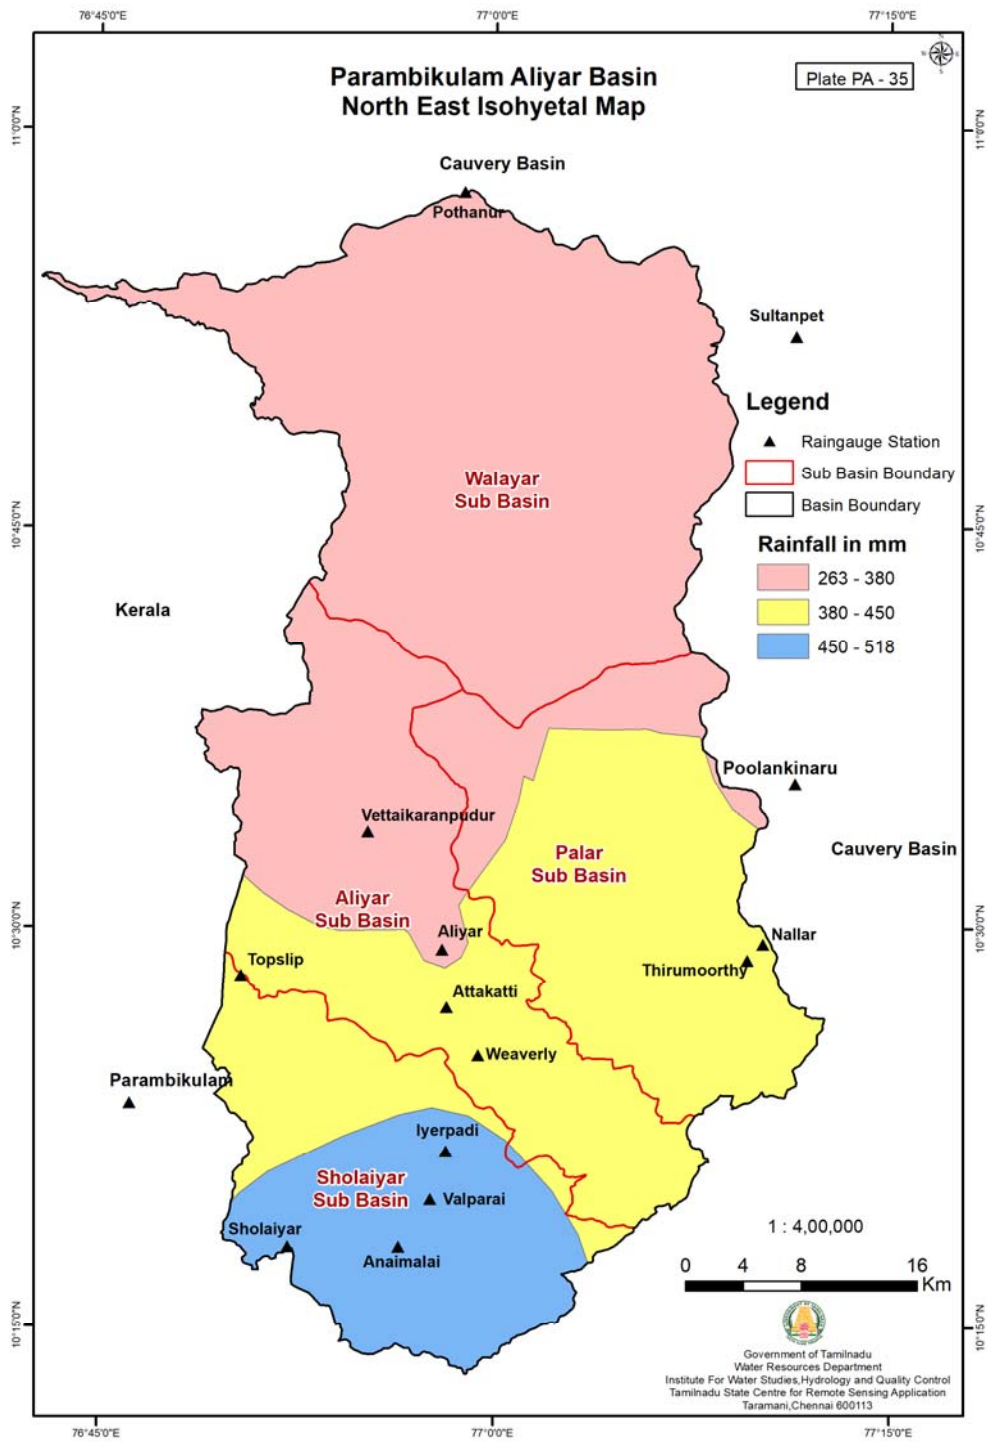 76°45'0"E
77°0'0"E
77°15'0"E
Parambikulam Aliyar Basin
North East Isohyetal Map
Plate PA - 35
11°0'0"N
11°0'0"N
Cauvery Basin
Pothanur
Sultanpet
Legend
Raingauge Station
Sub Basin Boundary
Basin Boundary
Walayar
Sub Basin
10°45'0"N
10°45'0"N
Rainfall in mm
263 - 380
380 - 450
450 - 518
Kerala
Poolankinaru
Vettaikaranpudur
Palar
Sub Basin
Cauvery Basin
Aliyar
Sub Basin
10°30'0"N
10°30'0"N
Aliyar
Nallar
Topslip
Thirumoorthy
Attakatti
Weaverly
Parambikulam
Iyerpadi
Sholaiyar
Sub Basin
Valparai
Sholaiyar
Anaimalai
1 : 4,00,000
0 4 8 16
Km
10°15'0"N
10°15'0"N
Government of Tamilnadu
Water Resources Department
Institute For Water Studies,Hydrology and Quality Control
Tamilnadu State Centre for Remote Sensing Application
Taramani,Chennai 600113
76°45'0"E
77°0'0"E
77°15'0"E